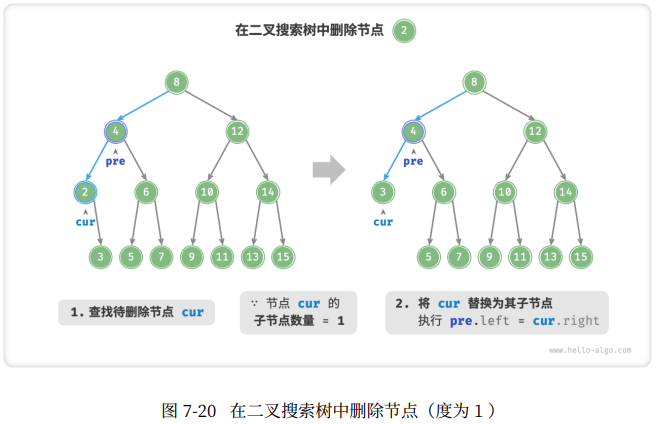 在二叉搜索树中删除节点 2
8
4
12
pre
2
6
10
14
cur
3
5
7
9
11
13
15
8
4
12
pre
3
6
10
14
cur
5
7
9
11
13
15
1. 查找待删除节点 cur
∵ 节点 cur 的
子节点数量 = 1
2. 将 cur 替换为其子节点
执行 pre.left = cur.right
www.hello-algo.com
图 7-20 在二叉搜索树中删除节点（度为 1 ）